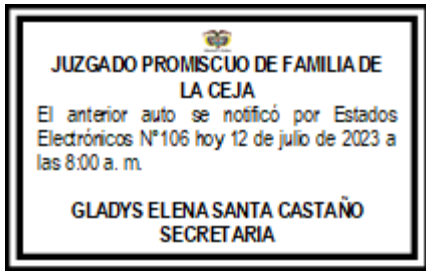 JUZGADO PROMISCUO DE FAMILIA DE
LA CEJA
El anterior auto se notificó por Estados
Electrónicos N°106 hoy 12 de julio de 2023 a
las 8:00 a. m.
GLADYS ELENA SANTA CASTAÑO
SECRETARIA